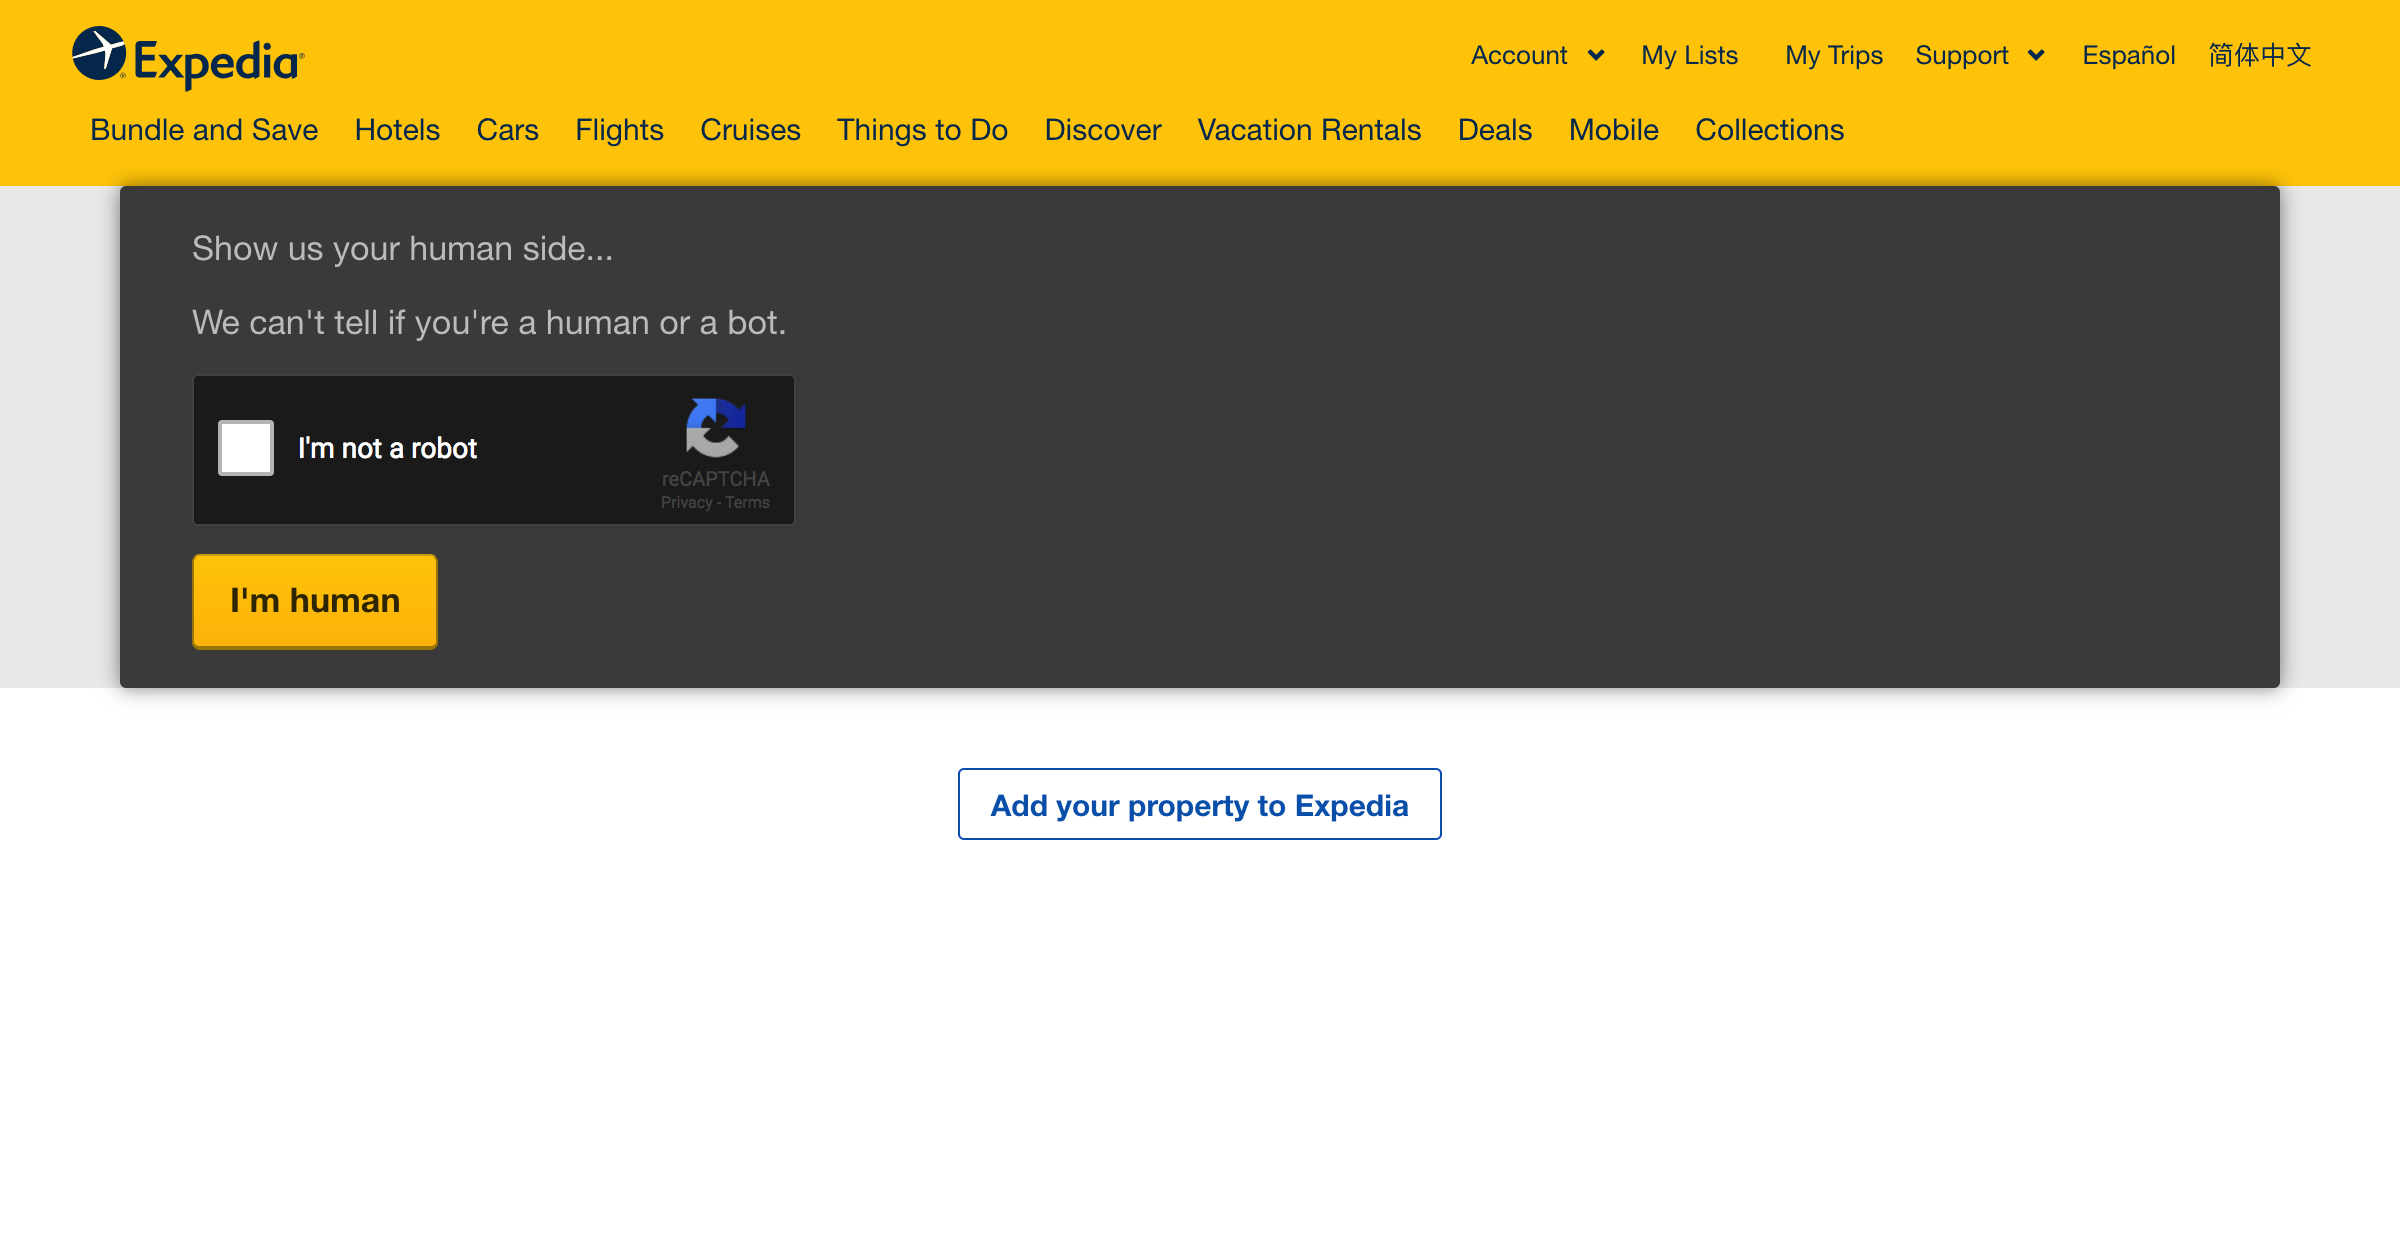 Expedia
Account My Lists My Trips Support Español 简体中文
Bundle and Save Hotels Cars Flights Cruises Things to Do Discover Vacation Rentals Deals Mobile Collections
Show us your human side...
We can't tell if you're a human or a bot.
I'm not a robot
reCAPTCHA
Privacy - Terms
I'm human
Add your property to Expedia